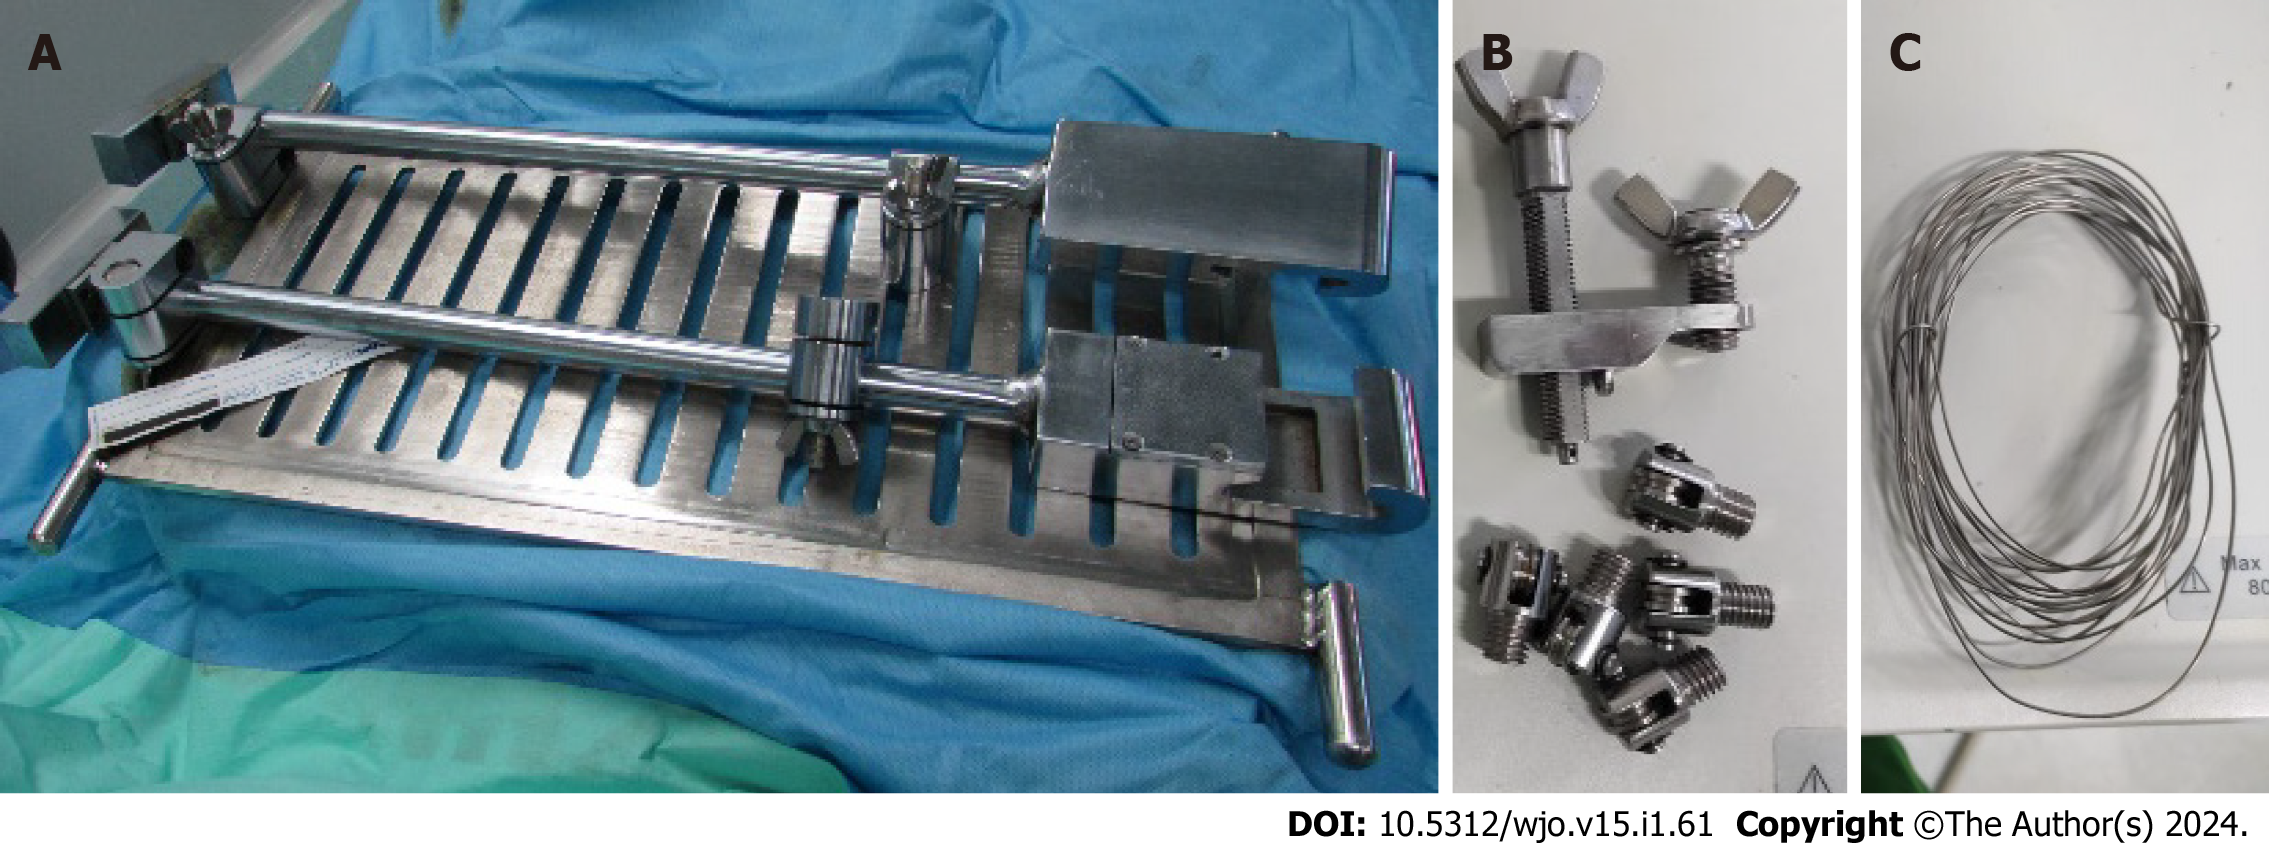 A
B
C
Max
80
DOI: 10.5312/wjo.v15.i1.61 Copyright ©The Author(s) 2024.